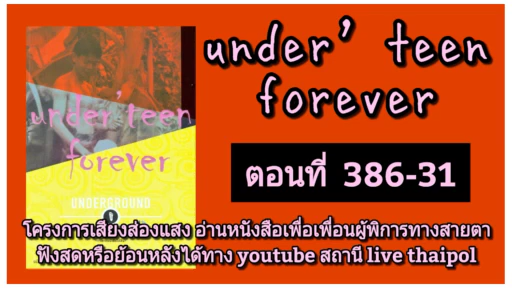 under' teen
forever
under' teen
forever
UNDERGROUND
ตอนที่ 386-31
โครงการเสียงส่องแสง อ่านหนังสือเพื่อเพื่อนผู้พิการทางสายตา
ฟังสดหรือย้อนหลังได้ทาง youtube สถานี live thaipol